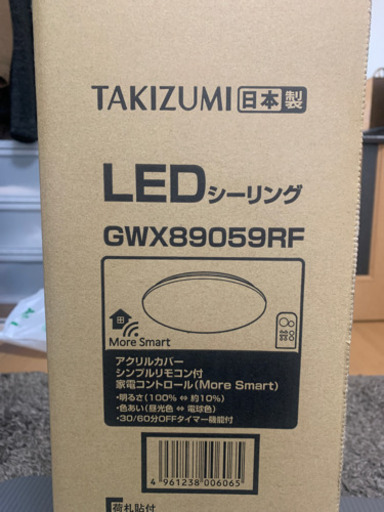 TAKIZUMI 日本製
LEDシーリング
GWX89059RF
More Smart
アクリルカバー
シンプルリモコン付
家電コントロール(More Smart)
・明るさ(100% ⇔ 約10%)
・色あい(昼光色 ⇔ 電球色)
・30/60分OFFタイマー機能付
4 961238 006065
荷札貼付